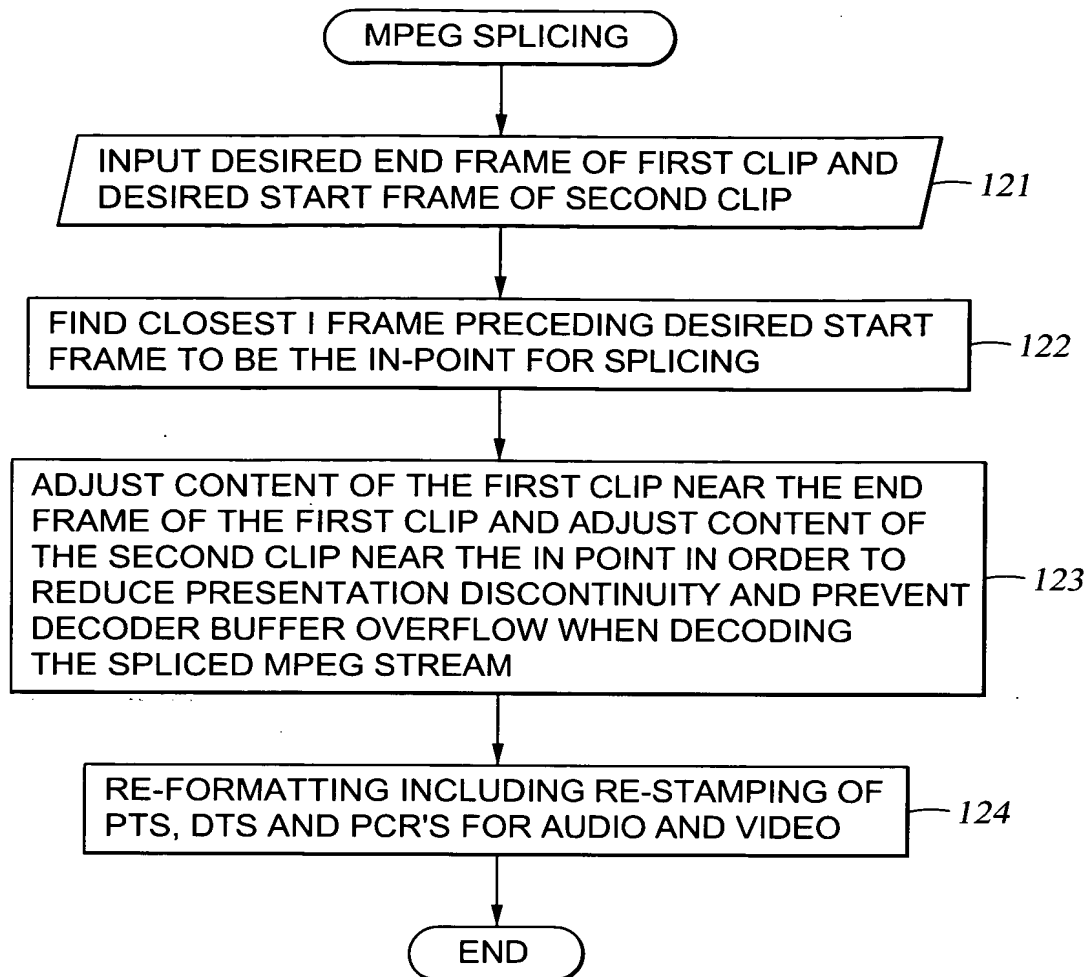 MPEG SPLICING
INPUT DESIRED END FRAME OF FIRST CLIP AND
DESIRED START FRAME OF SECOND CLIP
121
FIND CLOSEST I FRAME PRECEDING DESIRED START
FRAME TO BE THE IN-POINT FOR SPLICING
122
ADJUST CONTENT OF THE FIRST CLIP NEAR THE END
FRAME OF THE FIRST CLIP AND ADJUST CONTENT OF
THE SECOND CLIP NEAR THE IN POINT IN ORDER TO
REDUCE PRESENTATION DISCONTINUITY AND PREVENT
DECODER BUFFER OVERFLOW WHEN DECODING
THE SPLICED MPEG STREAM
123
RE-FORMATTING INCLUDING RE-STAMPING OF
PTS, DTS AND PCR'S FOR AUDIO AND VIDEO
124
END